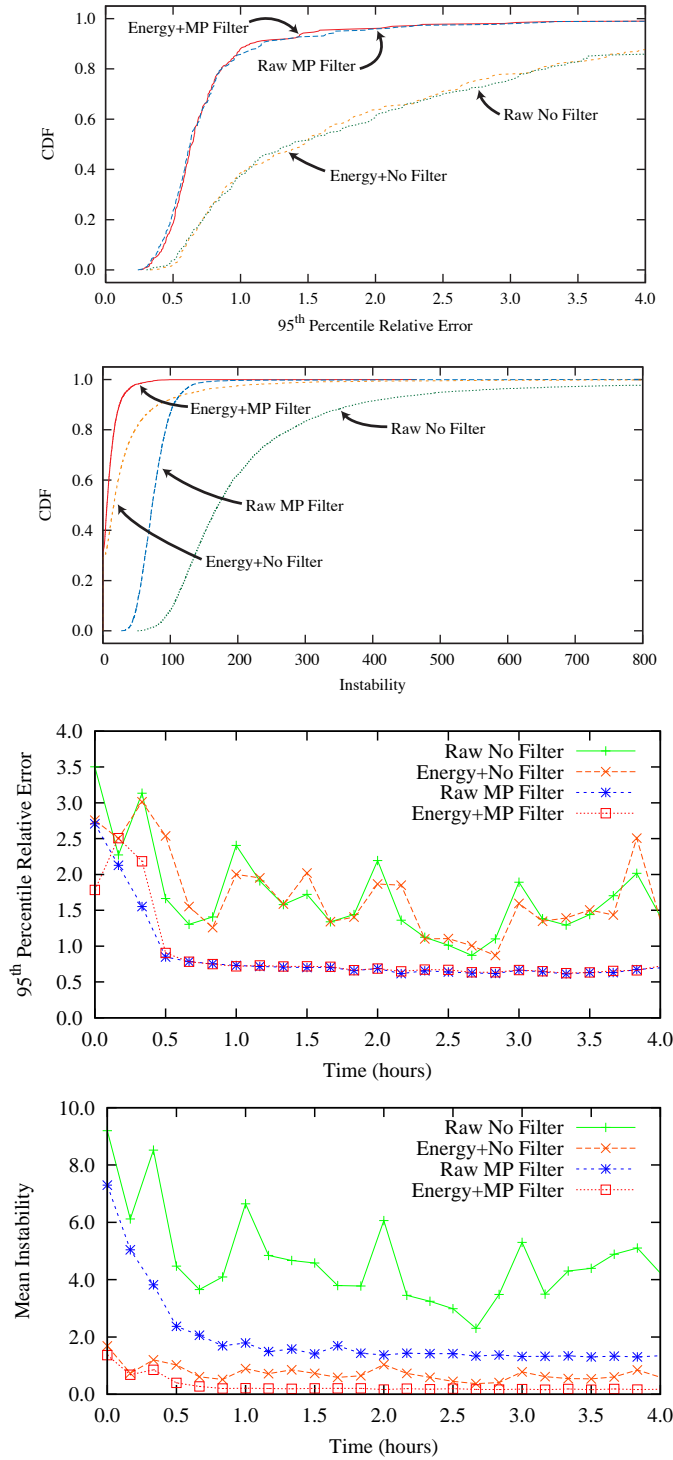 1.0
0.8
0.6
0.4
0.2
0.0
CDF
Energy+MP Filter
Raw MP Filter
Raw No Filter
Energy+No Filter
0.0 0.5 1.0 1.5 2.0 2.5 3.0 3.5 4.0
95th Percentile Relative Error
1.0
0.8
0.6
0.4
0.2
0.0
CDF
Energy+MP Filter
Raw No Filter
Raw MP Filter
Energy+No Filter
0 100 200 300 400 500 600 700 800
Instability
4.0
3.5
3.0
2.5
2.0
1.5
1.0
0.5
0.0
95th Percentile Relative Error
Raw No Filter
Energy+No Filter
Raw MP Filter
Energy+MP Filter
0.0 0.5 1.0 1.5 2.0 2.5 3.0 3.5 4.0
Time (hours)
10.0
8.0
6.0
4.0
2.0
0.0
Mean Instability
Raw No Filter
Energy+No Filter
Raw MP Filter
Energy+MP Filter
0.0 0.5 1.0 1.5 2.0 2.5 3.0 3.5 4.0
Time (hours)